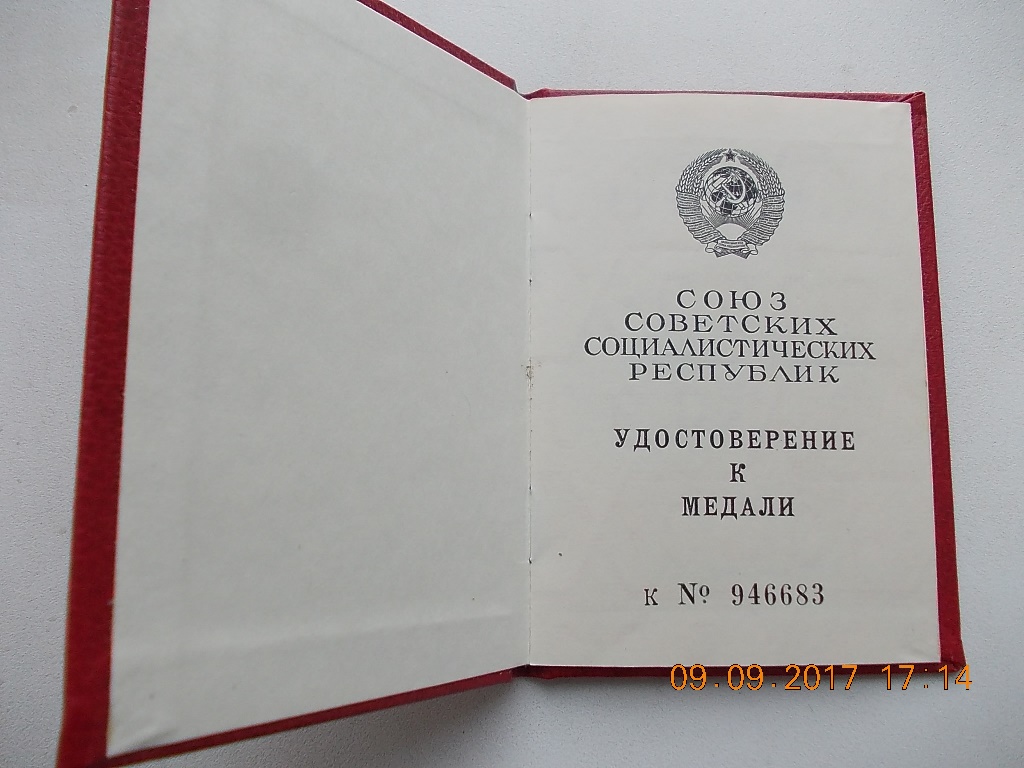 СОЮЗ
СОВЕТСКИХ
СОЦИАЛИСТИЧЕСКИХ
РЕСПУБЛИК
УДОСТОВЕРЕНИЕ
К
МЕДАЛИ
К № 946683
09.09.2017 17:14